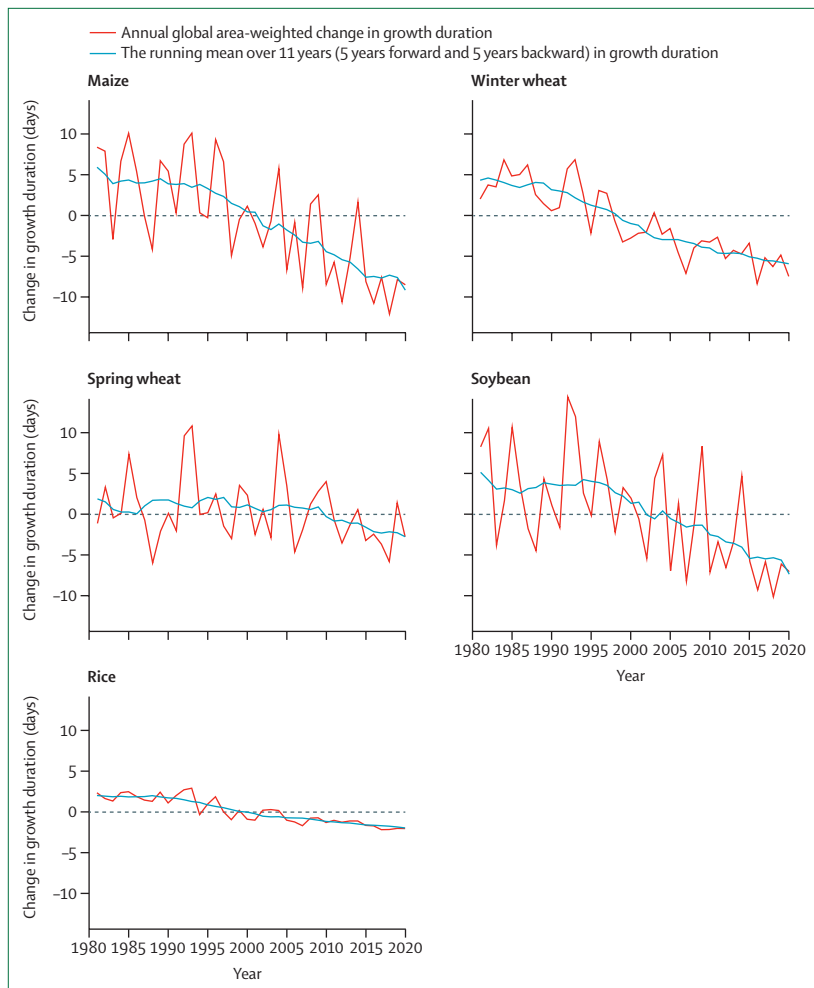 Annual global area-weighted change in growth duration
The running mean over 11 years (5 years forward and 5 years backward) in growth duration
Maize
Change in growth duration (days)
10
5
0
–5
–10
Winter wheat
Spring wheat
Change in growth duration (days)
10
5
0
–5
–10
Soybean
1980 1985 1990 1995 2000 2005 2010 2015 2020
Year
Rice
Change in growth duration (days)
10
5
0
–5
–10
1980 1985 1990 1995 2000 2005 2010 2015 2020
Year